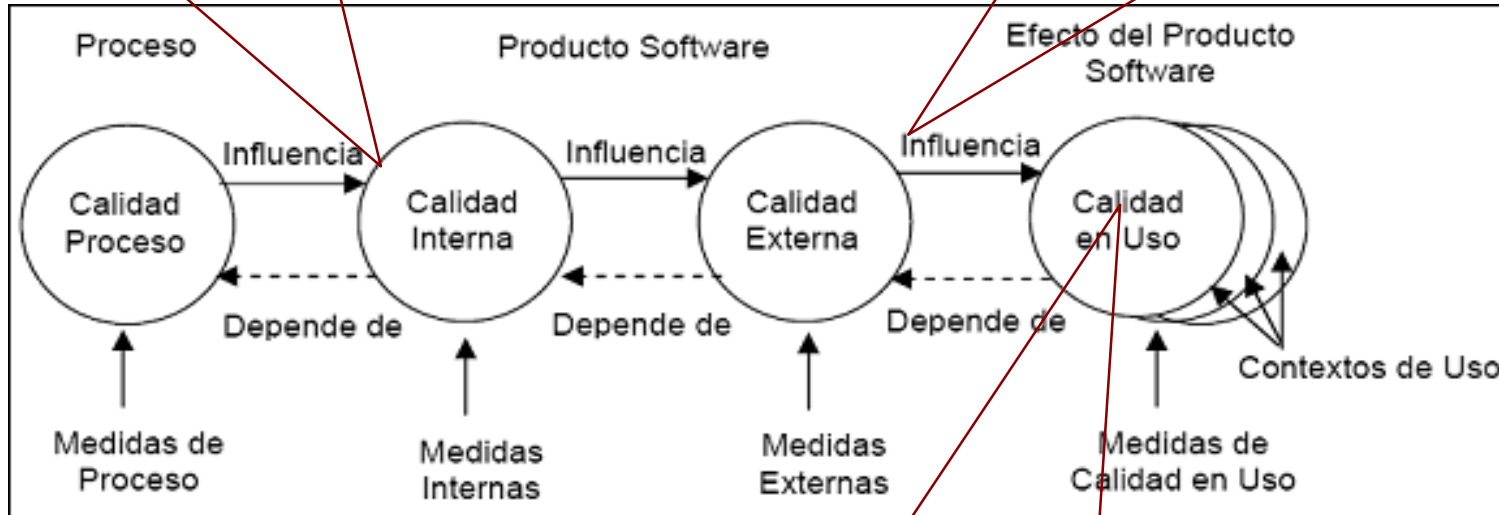 Proceso
Producto Software
Efecto del Producto
Software
Influencia
Influencia
Influencia
Calidad
Proceso
Calidad
Interna
Calidad
Externa
Calidad
en Uso
Depende de
Depende de
Depende de
Contextos de Uso
Medidas de
Proceso
Medidas
Internas
Medidas
Externas
Medidas de
Calidad en Uso